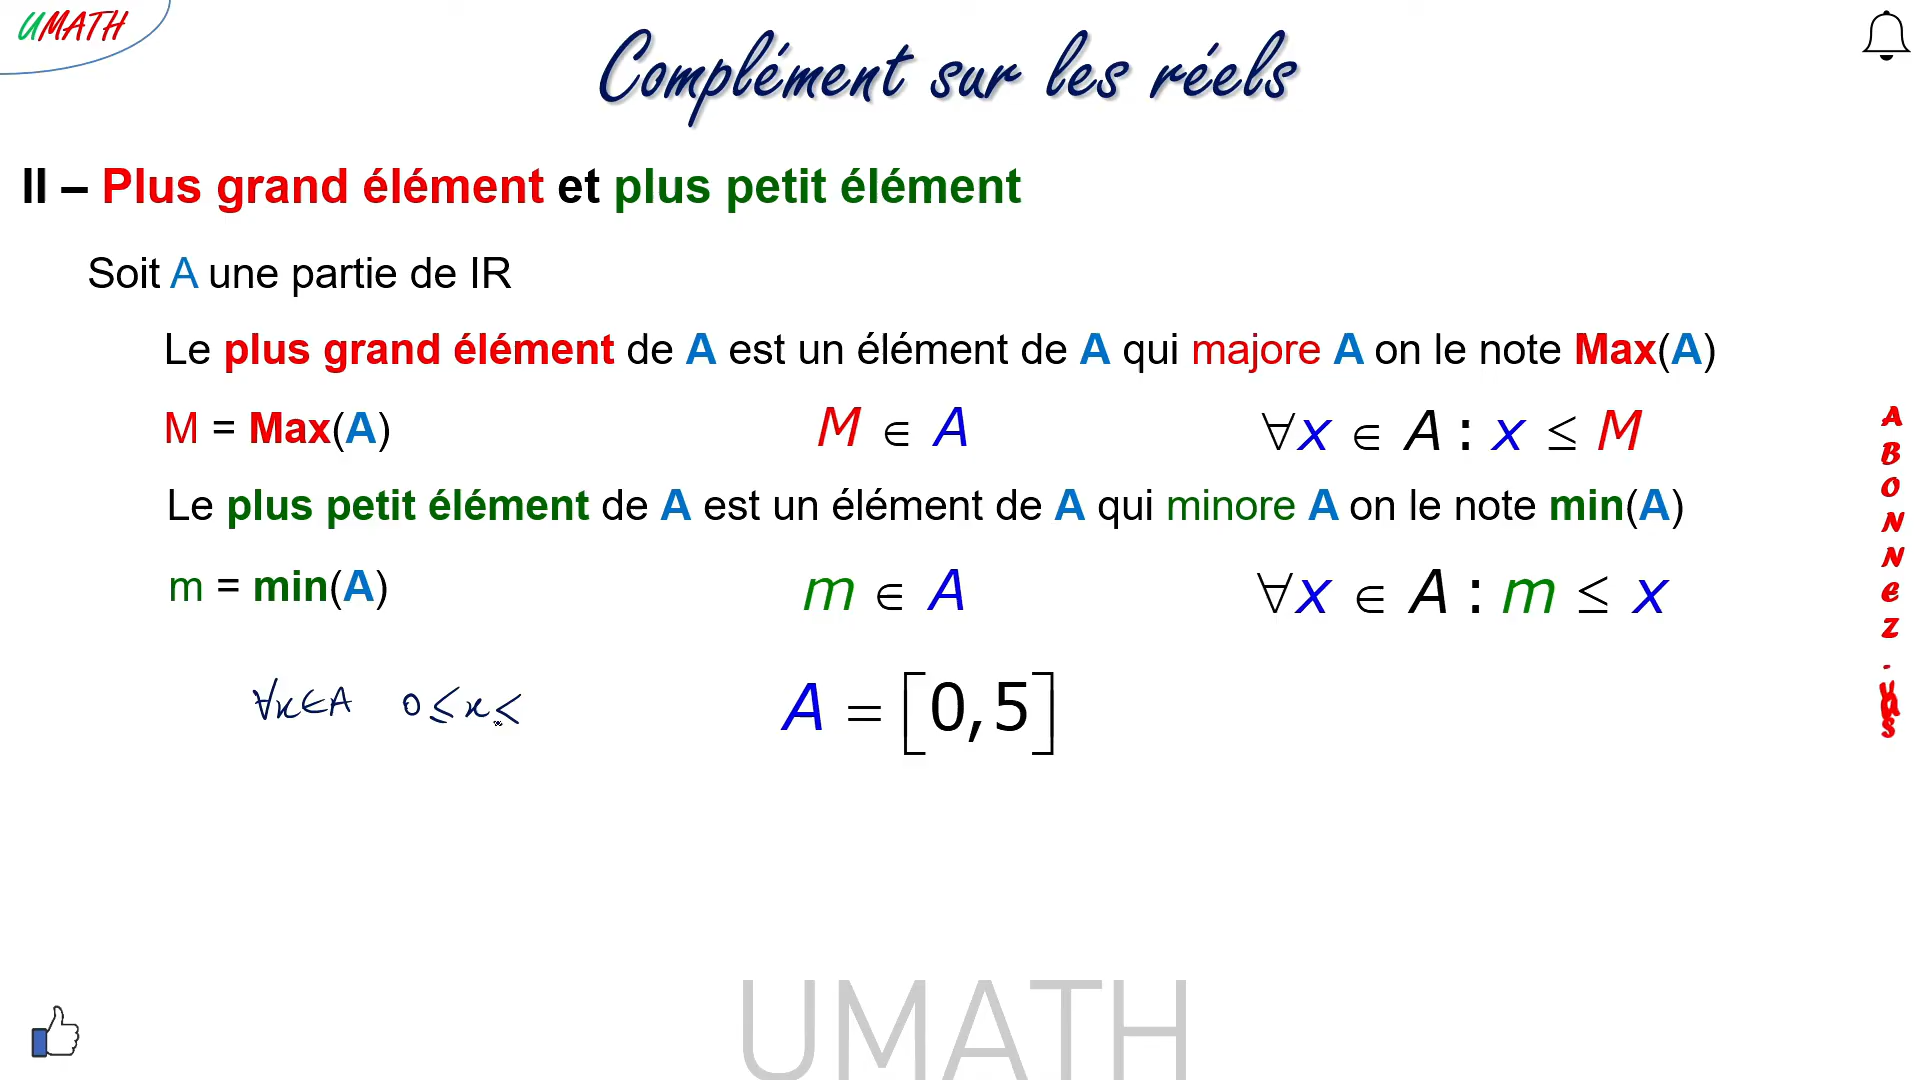 UMATH
Complément sur les réels
II – Plus grand élément et plus petit élément
Soit A une partie de IR
Le plus grand élément de A est un élément de A qui majore A on le note Max(A)
M = Max(A) M ∈ A ∀x ∈ A : x ≤ M
Le plus petit élément de A est un élément de A qui minore A on le note min(A)
m = min(A) m ∈ A ∀x ∈ A : m ≤ x
∀x∈A 0≤x≤ A = [0,5]
ABONNEZ.
UMATH